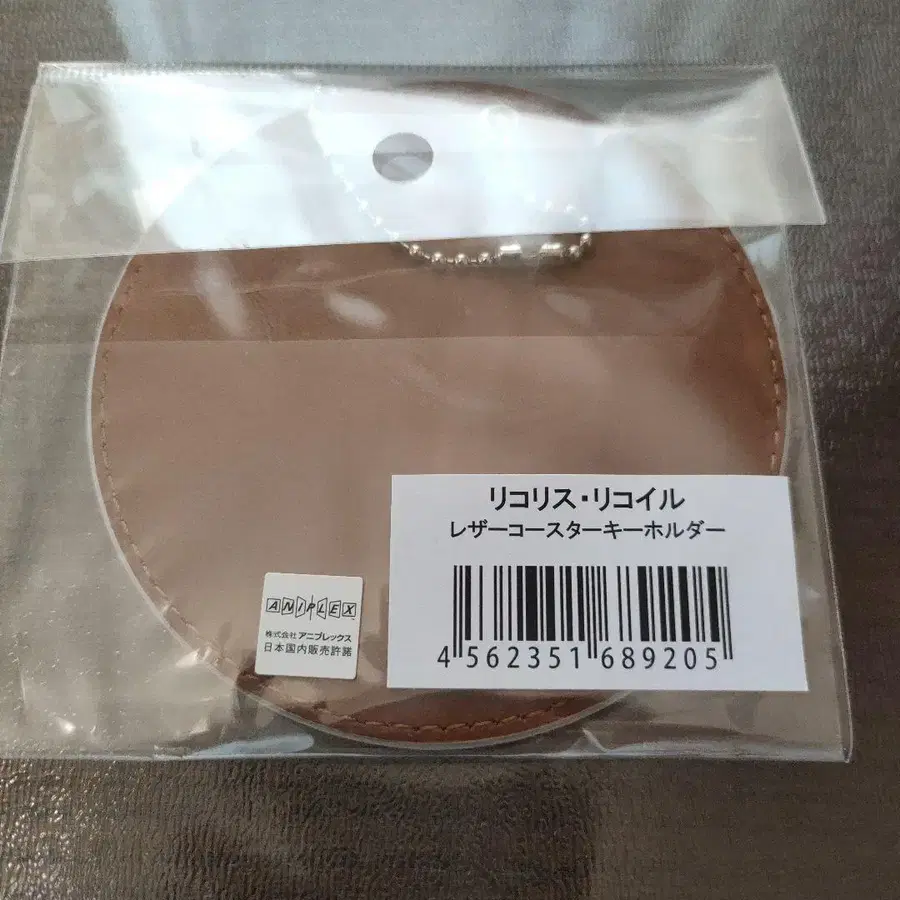 リコリス・リコイル
レザーコースターキーホルダー
4 562351 689205
ANIPLEX
株式会社 アニプレックス
日本国内販売許諾